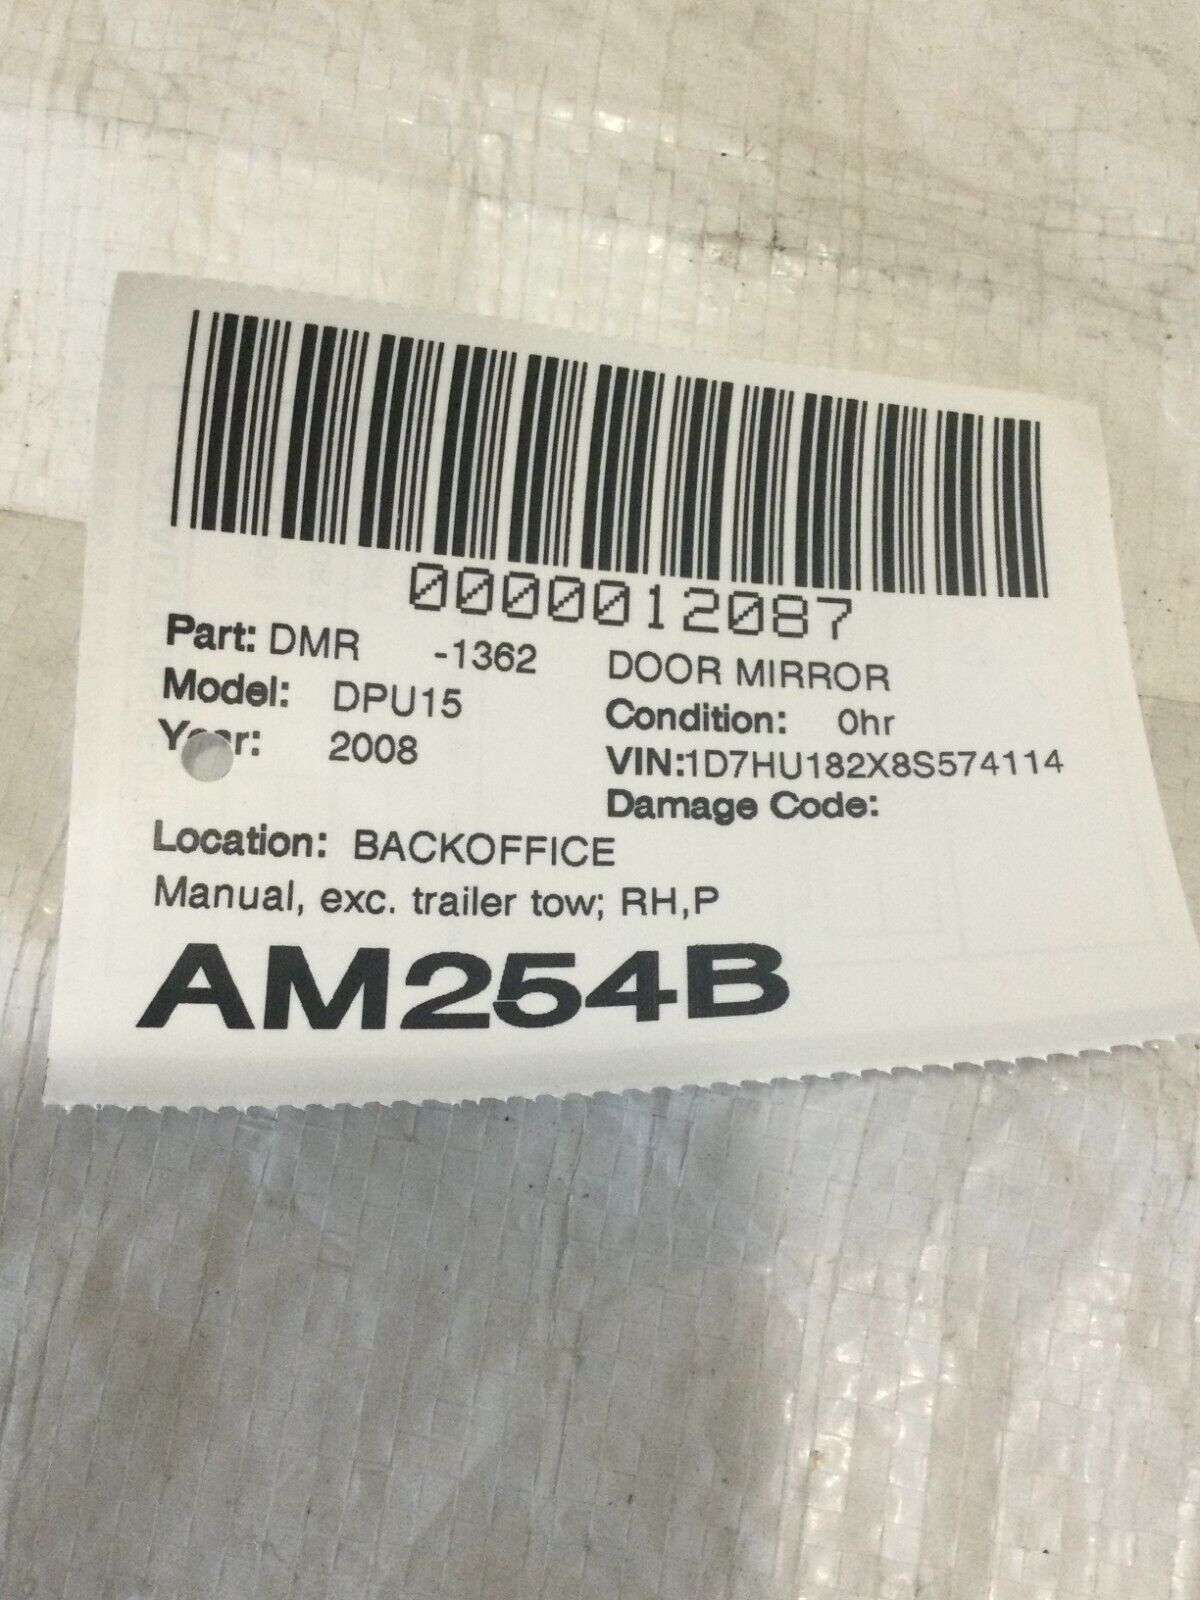 0000012087
Part: DMR -1362 DOOR MIRROR
Model: DPU15 Condition: 0hr
Year: 2008 VIN:1D7HU182X8S574114
Damage Code:
Location: BACKOFFICE
Manual, exc. trailer tow; RH,P
AM254B